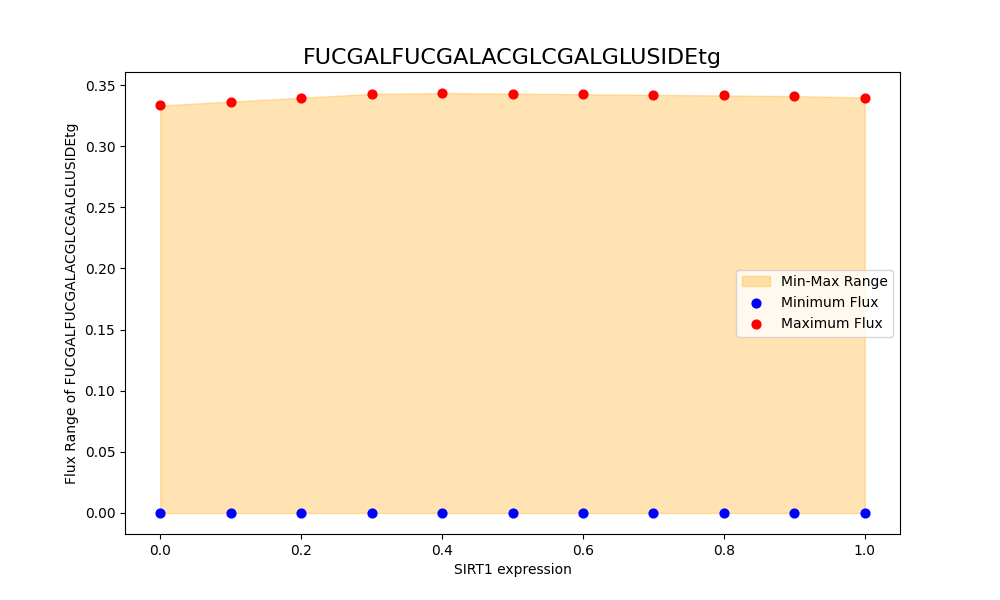 FUCGALFUCGALACGLCGALGLUSIDEtg
Flux Range of FUCGALFUCGALACGLCGALGLUSIDEtg
0.35
0.30
0.25
0.20
0.15
0.10
0.05
0.00
Min-Max Range
Minimum Flux
Maximum Flux
0.0 0.2 0.4 0.6 0.8 1.0
SIRT1 expression